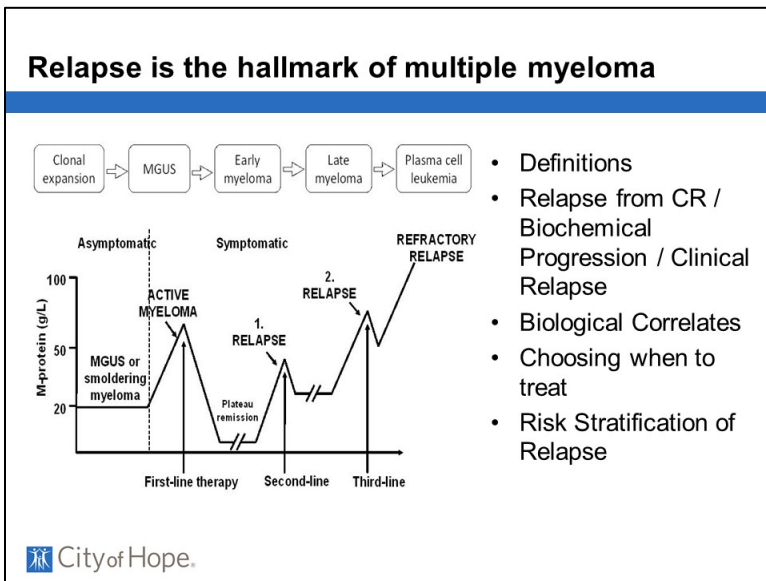 Relapse is the hallmark of multiple myeloma
Clonal
expansion
MGUS
Early
myeloma
Late
myeloma
Plasma cell
leukemia
Asymptomatic
Symptomatic
REFRACTORY
RELAPSE
2.
RELAPSE
ACTIVE
MYELOMA
1.
RELAPSE
M-protein (g/L)
100
50
20
MGUS or
smoldering
myeloma
Plateau
remission
First-line therapy
Second-line
Third-line
• Definitions
• Relapse from CR /
Biochemical
Progression / Clinical
Relapse
• Biological Correlates
• Choosing when to
treat
• Risk Stratification of
Relapse
City of Hope.